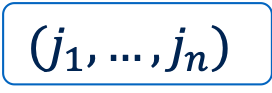 (j₁, ..., jₙ)